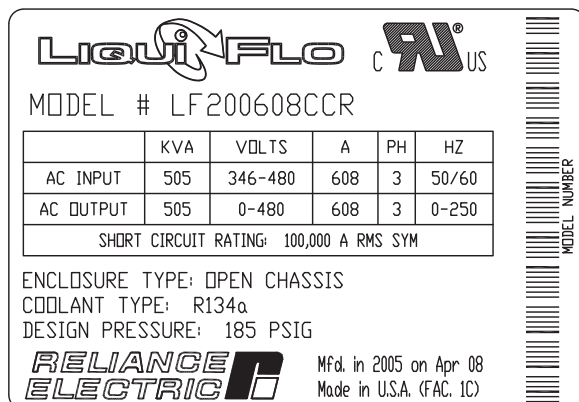 LIQUIFLO
C RU® US
MODEL # LF200608CCR
KVA VOLTS A PH HZ
AC INPUT 505 346-480 608 3 50/60
AC OUTPUT 505 0-480 608 3 0-250
SHORT CIRCUIT RATING: 100,000 A RMS SYM
ENCLOSURE TYPE: OPEN CHASSIS
COOLANT TYPE: R134a
DESIGN PRESSURE: 185 PSIG
RELIANCE
ELECTRIC
Mfd. in 2005 on Apr 08
Made in U.S.A. (FAC. 1C)
MODEL NUMBER